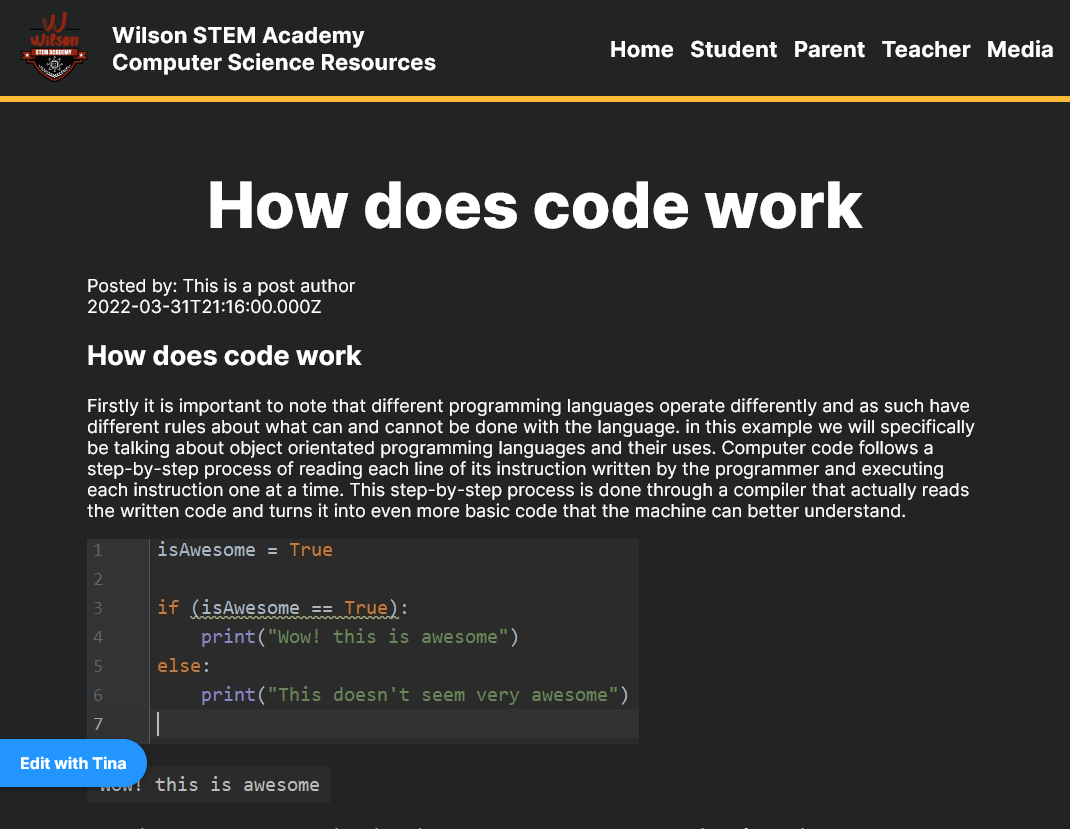 W
Wilson
STEM ACADEMY
Wilson STEM Academy
Computer Science Resources
Home Student Parent Teacher Media
How does code work
Posted by: This is a post author
2022-03-31T21:16:00.000Z
How does code work
Firstly it is important to note that different programming languages operate differently and as such have
different rules about what can and cannot be done with the language. in this example we will specifically
be talking about object orientated programming languages and their uses. Computer code follows a
step-by-step process of reading each line of its instruction written by the programmer and executing
each instruction one at a time. This step-by-step process is done through a compiler that actually reads
the written code and turns it into even more basic code that the machine can better understand.
1 isAwesome = True
2
3 if (isAwesome == True):
4 print("Wow! this is awesome")
5 else:
6 print("This doesn't seem very awesome")
7
Edit with Tina
Wow! this is awesome